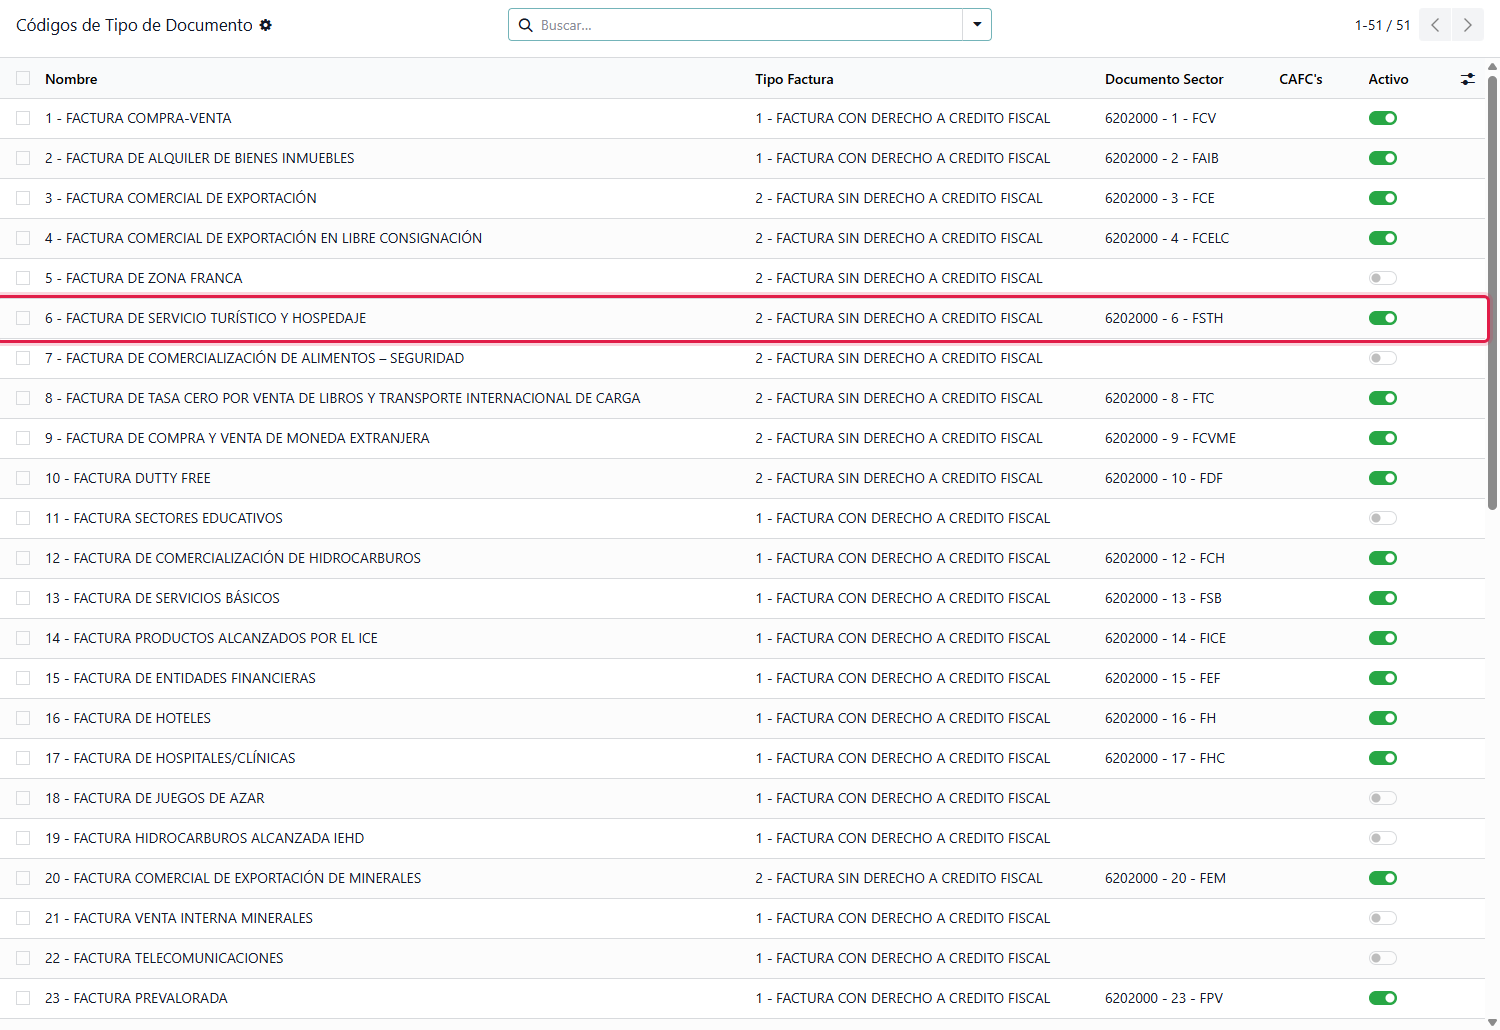 Códigos de Tipo de Documento
Buscar...
1-51 / 51
Nombre Tipo Factura Documento Sector CAFC's Activo
1 - FACTURA COMPRA-VENTA 1 - FACTURA CON DERECHO A CREDITO FISCAL 6202000 - 1 - FCV
2 - FACTURA DE ALQUILER DE BIENES INMUEBLES 1 - FACTURA CON DERECHO A CREDITO FISCAL 6202000 - 2 - FAIB
3 - FACTURA COMERCIAL DE EXPORTACIÓN 2 - FACTURA SIN DERECHO A CREDITO FISCAL 6202000 - 3 - FCE
4 - FACTURA COMERCIAL DE EXPORTACIÓN EN LIBRE CONSIGNACIÓN 2 - FACTURA SIN DERECHO A CREDITO FISCAL 6202000 - 4 - FCELC
5 - FACTURA DE ZONA FRANCA 2 - FACTURA SIN DERECHO A CREDITO FISCAL
6 - FACTURA DE SERVICIO TURÍSTICO Y HOSPEDAJE 2 - FACTURA SIN DERECHO A CREDITO FISCAL 6202000 - 6 - FSTH
7 - FACTURA DE COMERCIALIZACIÓN DE ALIMENTOS – SEGURIDAD 2 - FACTURA SIN DERECHO A CREDITO FISCAL
8 - FACTURA DE TASA CERO POR VENTA DE LIBROS Y TRANSPORTE INTERNACIONAL DE CARGA 2 - FACTURA SIN DERECHO A CREDITO FISCAL 6202000 - 8 - FTC
9 - FACTURA DE COMPRA Y VENTA DE MONEDA EXTRANJERA 2 - FACTURA SIN DERECHO A CREDITO FISCAL 6202000 - 9 - FCVME
10 - FACTURA DUTTY FREE 2 - FACTURA SIN DERECHO A CREDITO FISCAL 6202000 - 10 - FDF
11 - FACTURA SECTORES EDUCATIVOS 1 - FACTURA CON DERECHO A CREDITO FISCAL
12 - FACTURA DE COMERCIALIZACIÓN DE HIDROCARBUROS 1 - FACTURA CON DERECHO A CREDITO FISCAL 6202000 - 12 - FCH
13 - FACTURA DE SERVICIOS BÁSICOS 1 - FACTURA CON DERECHO A CREDITO FISCAL 6202000 - 13 - FSB
14 - FACTURA PRODUCTOS ALCANZADOS POR EL ICE 1 - FACTURA CON DERECHO A CREDITO FISCAL 6202000 - 14 - FICE
15 - FACTURA DE ENTIDADES FINANCIERAS 1 - FACTURA CON DERECHO A CREDITO FISCAL 6202000 - 15 - FEF
16 - FACTURA DE HOTELES 1 - FACTURA CON DERECHO A CREDITO FISCAL 6202000 - 16 - FH
17 - FACTURA DE HOSPITALES/CLÍNICAS 1 - FACTURA CON DERECHO A CREDITO FISCAL 6202000 - 17 - FHC
18 - FACTURA DE JUEGOS DE AZAR 1 - FACTURA CON DERECHO A CREDITO FISCAL
19 - FACTURA HIDROCARBUROS ALCANZADA IEHD 1 - FACTURA CON DERECHO A CREDITO FISCAL
20 - FACTURA COMERCIAL DE EXPORTACIÓN DE MINERALES 2 - FACTURA SIN DERECHO A CREDITO FISCAL 6202000 - 20 - FEM
21 - FACTURA VENTA INTERNA MINERALES 1 - FACTURA CON DERECHO A CREDITO FISCAL
22 - FACTURA TELECOMUNICACIONES 1 - FACTURA CON DERECHO A CREDITO FISCAL
23 - FACTURA PREVALORADA 1 - FACTURA CON DERECHO A CREDITO FISCAL 6202000 - 23 - FPV